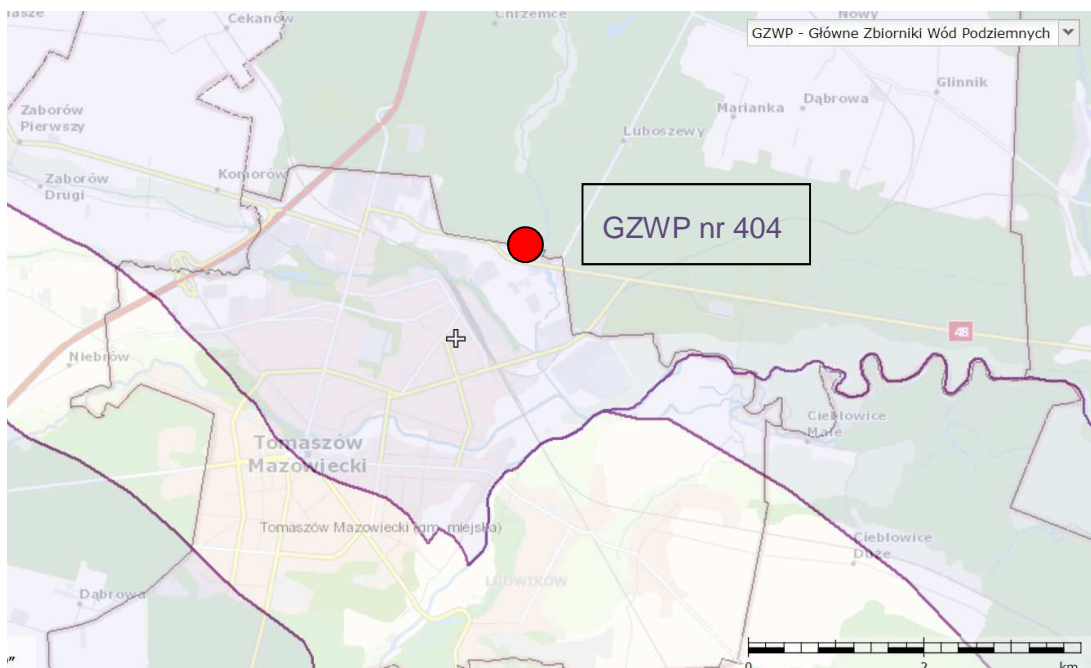 Cekanów
Chrzemce
Nowy
GZWP - Główne Zbiorniki Wód Podziemnych
Glinnik
Zaborów
Pierwszy
Marianka
Dąbrowa
Luboszewy
Zaborów
Drugi
Komorów
GZWP nr 404
48
Niebrów
Ciebłowice
Małe
Tomaszów
Mazowiecki
Tomaszów Mazowiecki (gm. miejska)
Ciebłowice
Duże
LUDWIKÓW
Dąbrowa
0
2
km